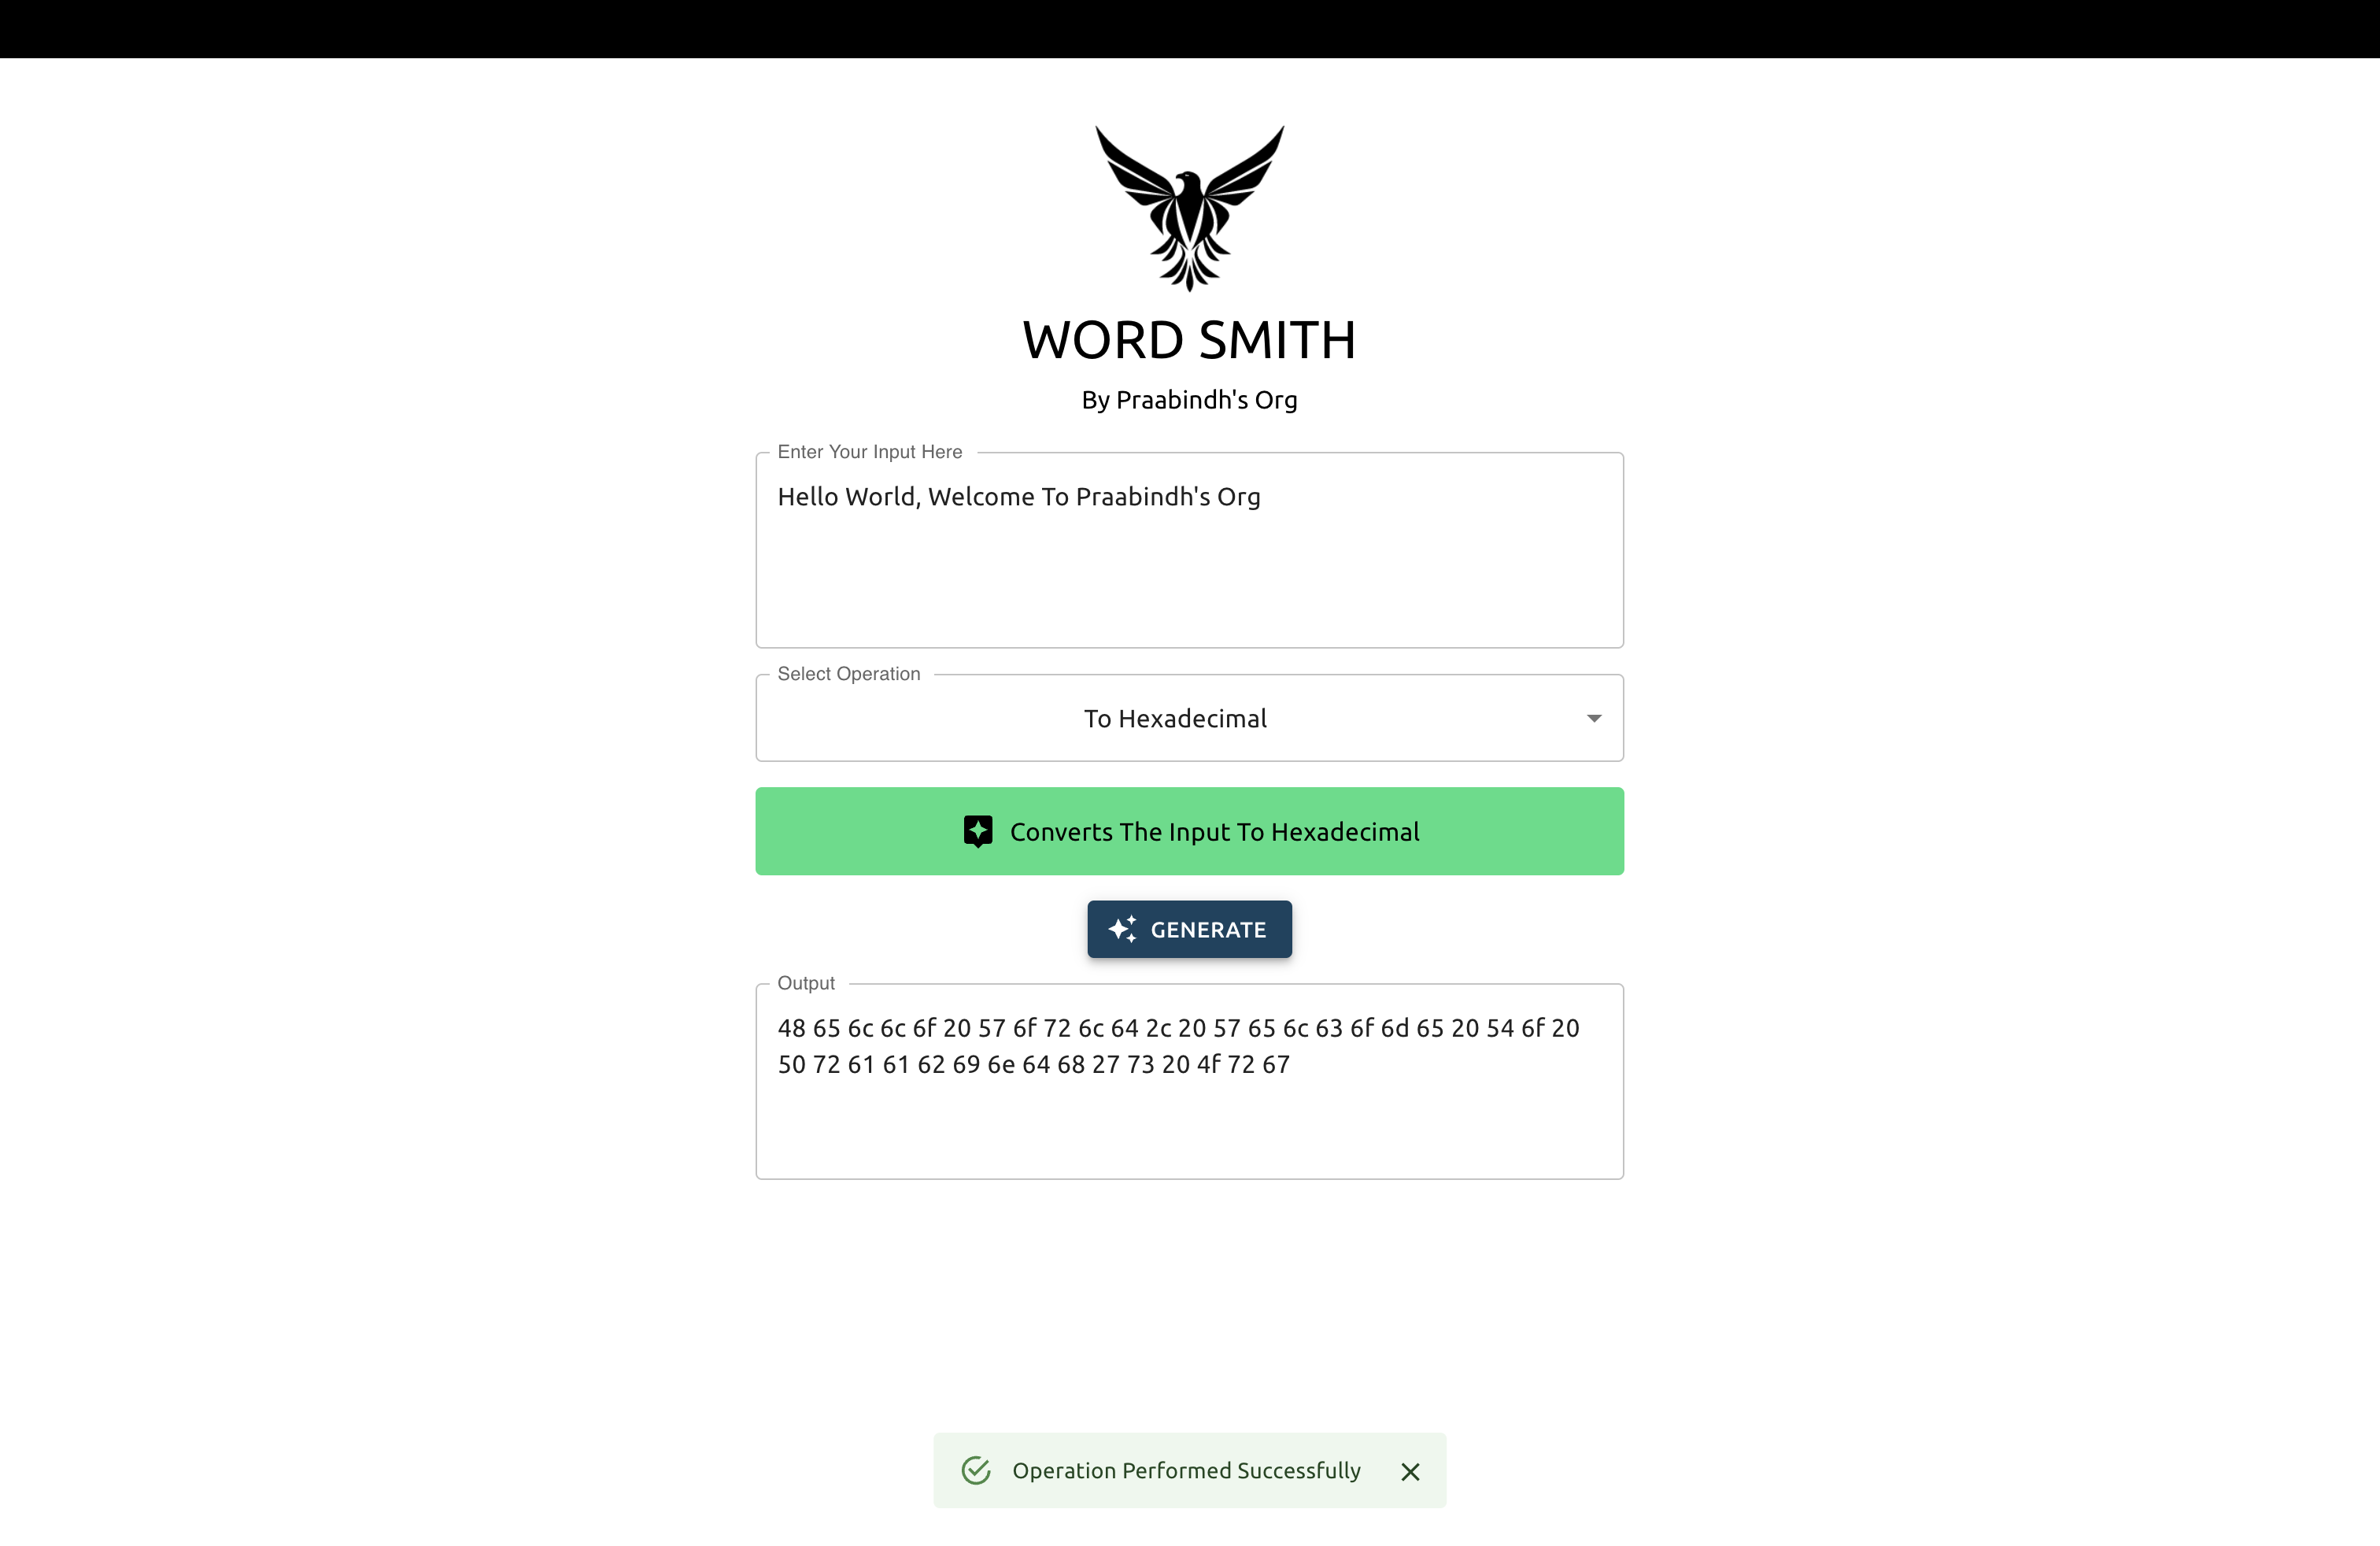 WORD SMITH
By Praabindh's Org
Enter Your Input Here
Hello World, Welcome To Praabindh's Org
Select Operation
To Hexadecimal
Converts The Input To Hexadecimal
GENERATE
Output
48 65 6c 6c 6f 20 57 6f 72 6c 64 2c 20 57 65 6c 63 6f 6d 65 20 54 6f 20
50 72 61 61 62 69 6e 64 68 27 73 20 4f 72 67
Operation Performed Successfully